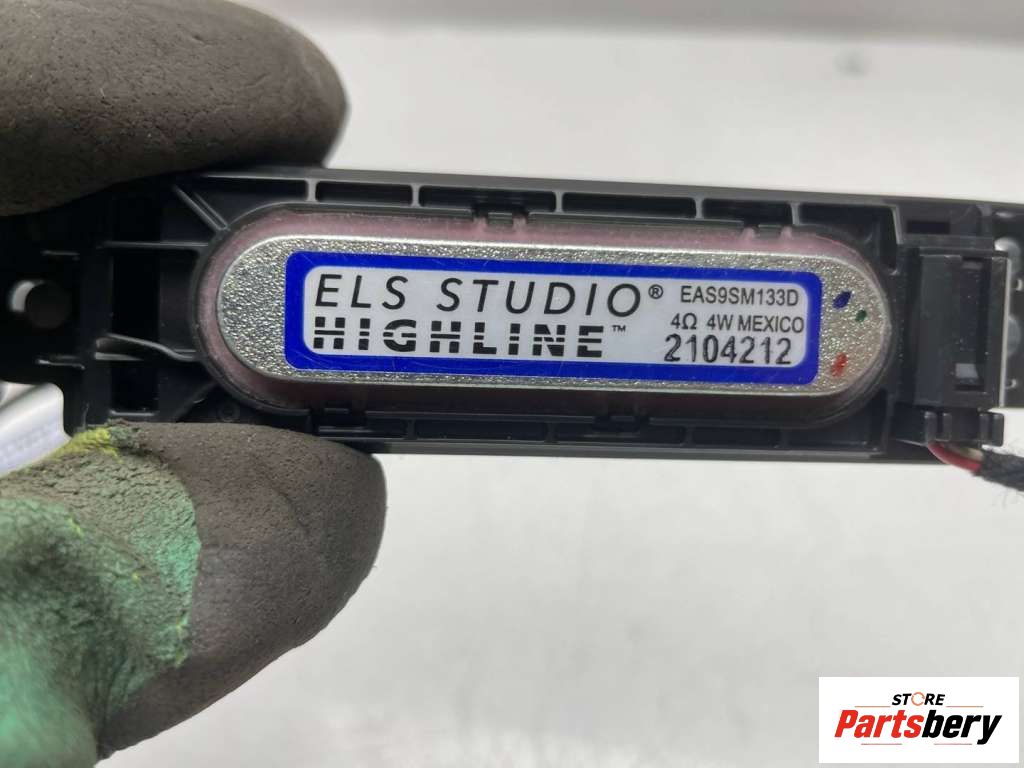 ELS STUDIO® EAS9SM133D
HIGHLINE™ 4Ω 4W MEXICO
2104212
STORE
Partsbery